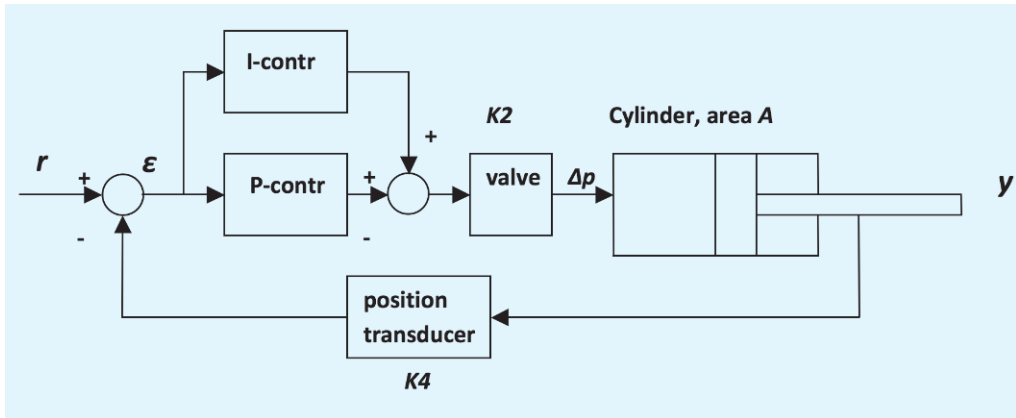 I-contr
K2
Cylinder, area A
+
r
+
ε
P-contr
+
valve
Δp
y
-
-
position
transducer
K4